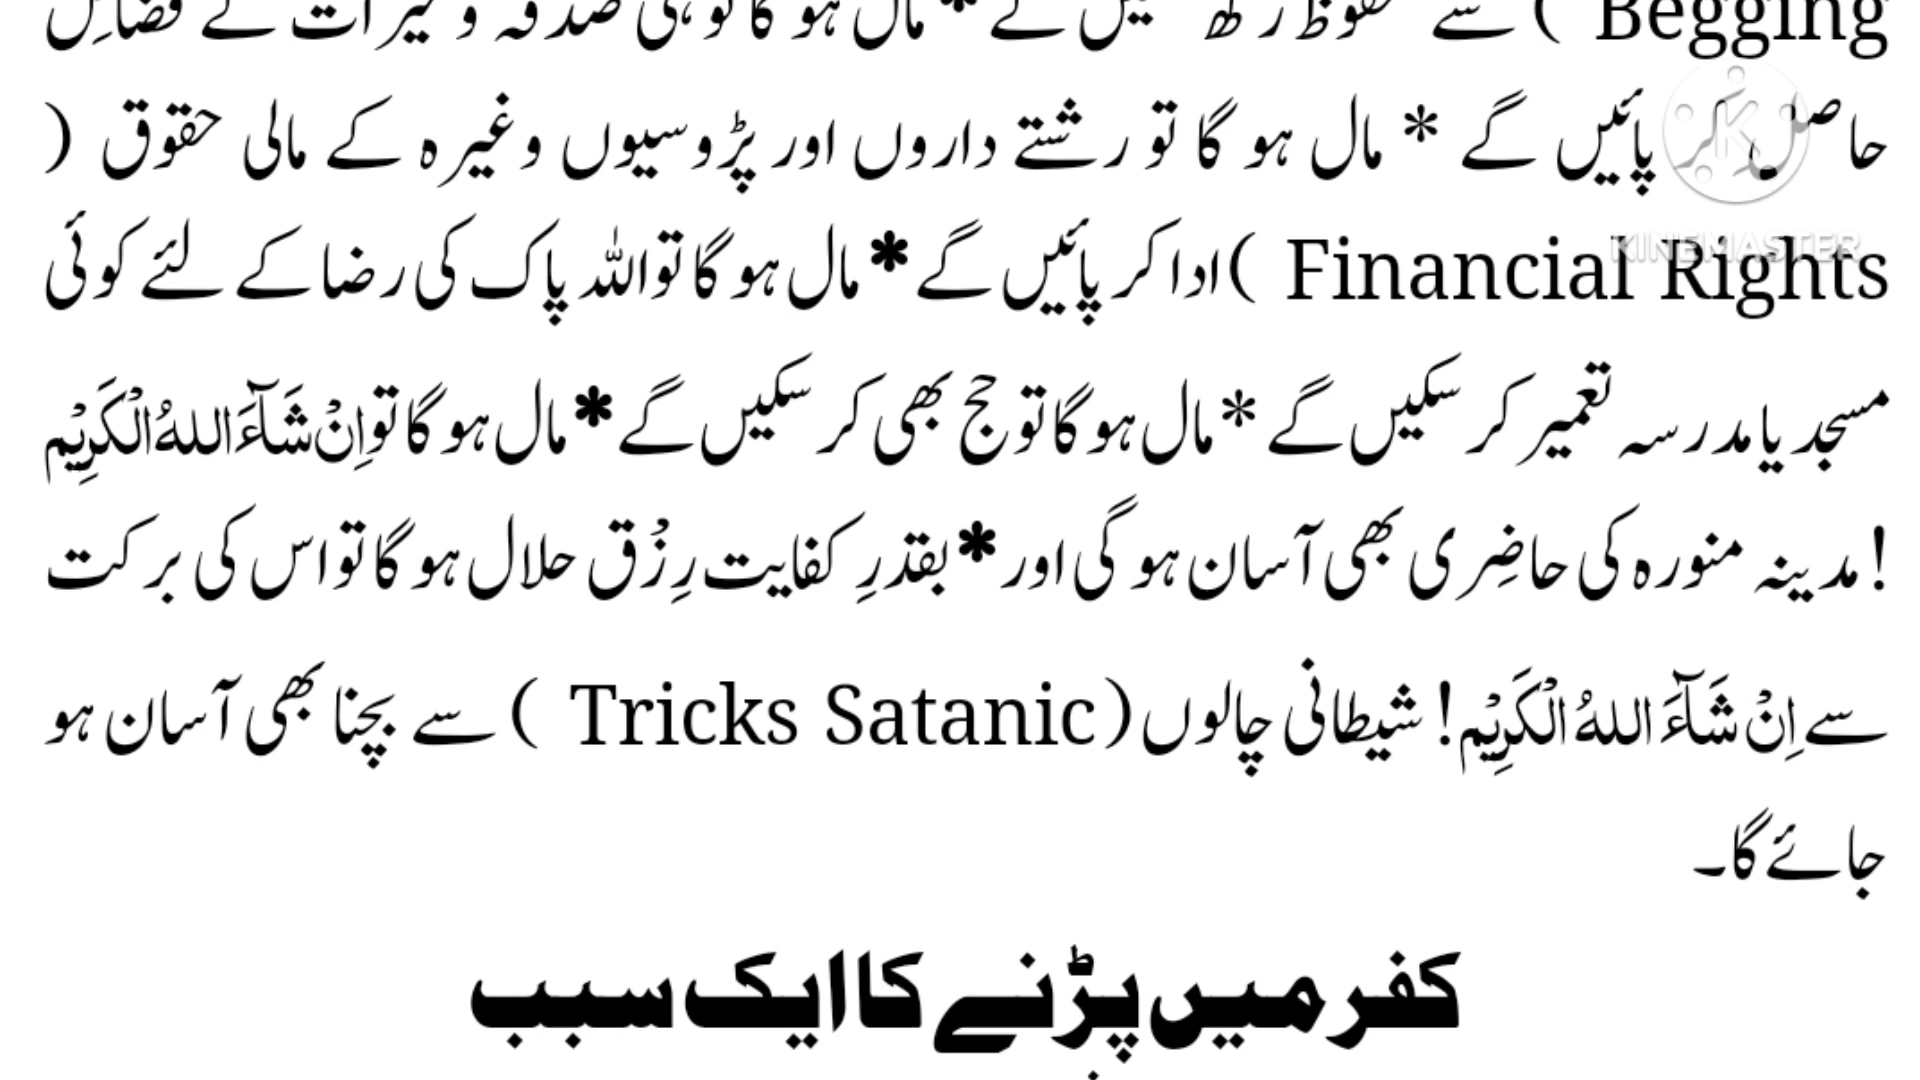 Begging )سے محفوظ رکھ سکیں گے * مال ہو گا تو ہی صدقہ و خیرات کے فضائِل
حاصل کر پائیں گے * مال ہو گا تو رشتے داروں اور پڑوسیوں وغیرہ کے مالی حقوق (
Financial Rights )ادا کر پائیں گے * مال ہو گا تو اللہ پاک کی رضا کے لئے کوئی
مسجد یا مدرسہ تعمیر کر سکیں گے * مال ہو گا تو حج بھی کر سکیں گے * مال ہو گا تو اِنْ شَآءَ اللہُ الْکَرِیْم
! مدینہ منورہ کی حاضِری بھی آسان ہو گی اور * بقدرِ کفایت رِزْق حلال ہو گا تو اس کی برکت
سے اِنْ شَآءَ اللہُ الْکَرِیْم! شیطانی چالوں (Tricks Satanic )سے بچنا بھی آسان ہو
جائے گا۔
کفر میں پڑنے کا ایک سبب
KINEMASTER